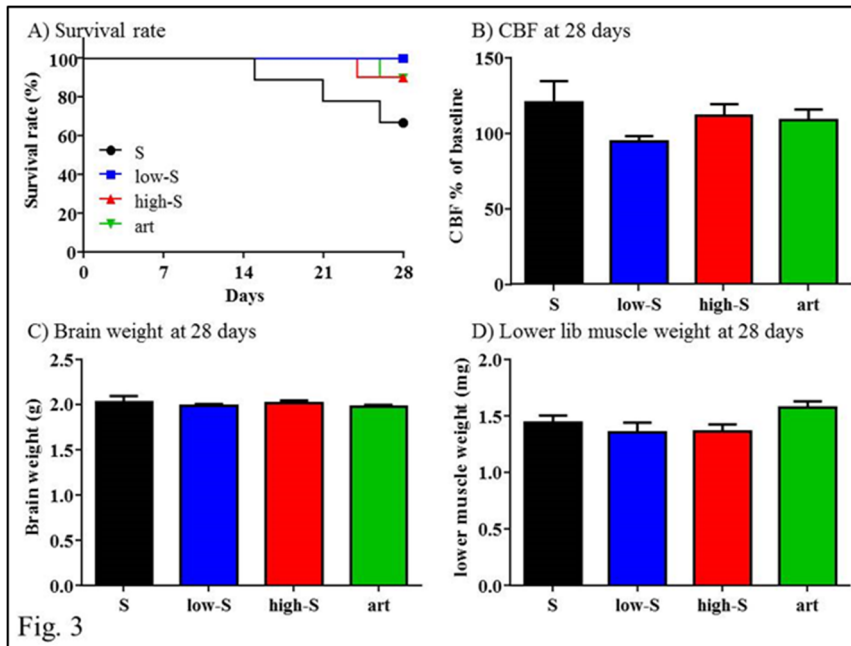 A) Survival rate
100
80
60
40
20
0
Survival rate (%)
S
low-S
high-S
art
0 7 14 21 28
Days
B) CBF at 28 days
150
100
50
0
CBF % of baseline
S low-S high-S art
C) Brain weight at 28 days
2.5
2.0
1.5
1.0
0.5
0.0
Brain weight (g)
S low-S high-S art
D) Lower lib muscle weight at 28 days
2.0
1.5
1.0
0.5
0.0
lower muscle weight (mg)
S low-S high-S art
Fig. 3